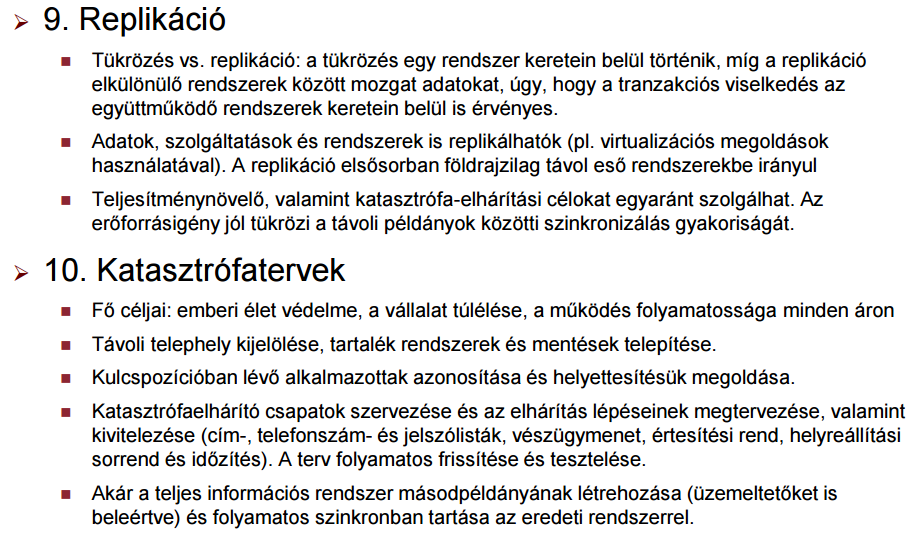 9. Replikáció
Tükrözés vs. replikáció: a tükrözés egy rendszer keretein belül történik, míg a replikáció
elkülönülő rendszerek között mozgat adatokat, úgy, hogy a tranzakciós viselkedés az
együttműködő rendszerek keretein belül is érvényes.
Adatok, szolgáltatások és rendszerek is replikálhatók (pl. virtualizációs megoldások
használatával). A replikáció elsősorban földrajzilag távol eső rendszerekbe irányul
Teljesítménynövelő, valamint katasztrófa-elhárítási célokat egyaránt szolgálhat. Az
erőforrásigény jól tükrözi a távoli példányok közötti szinkronizálás gyakoriságát.
10. Katasztrófatervek
Fő céljai: emberi élet védelme, a vállalat túlélése, a működés folyamatossága minden áron
Távoli telephely kijelölése, tartalék rendszerek és mentések telepítése.
Kulcspozícióban lévő alkalmazottak azonosítása és helyettesítésük megoldása.
Katasztrófaelhárító csapatok szervezése és az elhárítás lépéseinek megtervezése, valamint
kivitelezése (cím-, telefonszám- és jelszólisták, vészügymenet, értesítési rend, helyreállítási
sorrend és időzítés). A terv folyamatos frissítése és tesztelése.
Akár a teljes információs rendszer másodpéldányának létrehozása (üzemeltetőket is
beleértve) és folyamatos szinkronban tartása az eredeti rendszerrel.